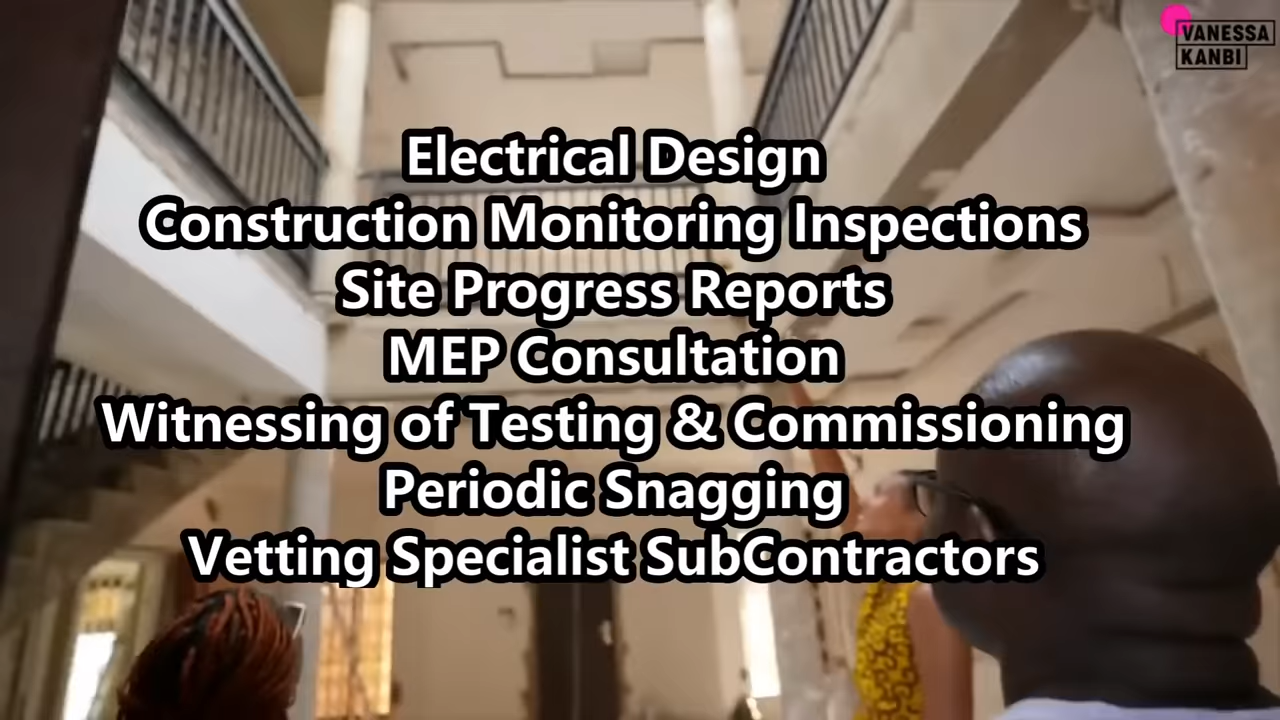 VANESSA
KANBI
Electrical Design
Construction Monitoring Inspections
Site Progress Reports
MEP Consultation
Witnessing of Testing & Commissioning
Periodic Snagging
Vetting Specialist SubContractors